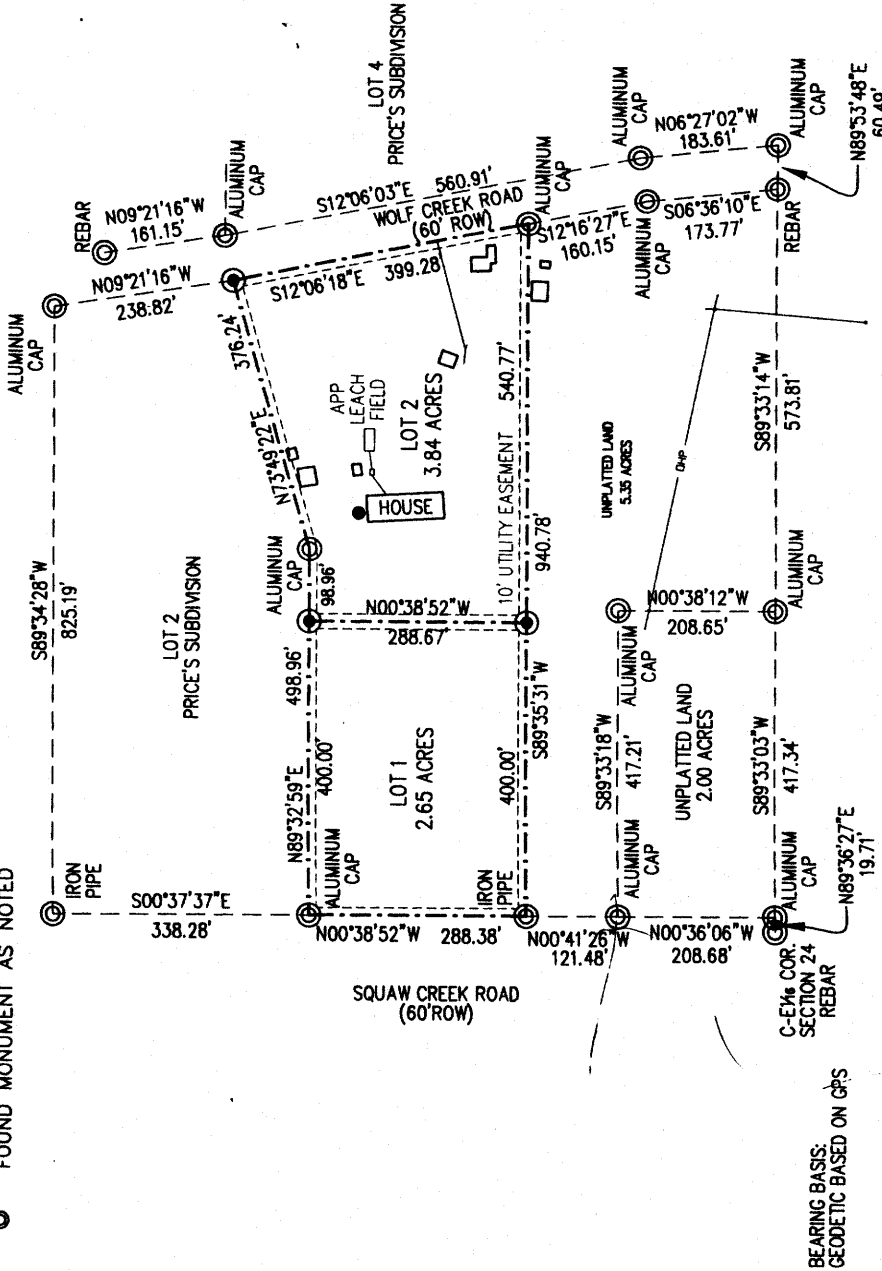 FOUND MONUMENT AS NOTED
ALUMINUM
CAP
S89°34'28"W
825.19'
IRON
PIPE
REBAR
N09°21'16"W
161.15'
N09°21'16"W
238.82'
ALUMINUM
CAP
LOT 4
PRICE'S SUBDIVISION
S12°06'03"E 560.91'
WOLF CREEK ROAD
(60' ROW)
S12°06'18"E 399.28'
LOT 2
PRICE'S SUBDIVISION
S00°37'37"E
338.28'
376.24'
N73°49'22"E
ALUMINUM
CAP
98.96'
APP
LEACH
FIELD
HOUSE
LOT 2
3.84 ACRES
N89°32'59"E
498.96'
400.00'
ALUMINUM
CAP
LOT 1
2.65 ACRES
N00°38'52"W
288.67'
N00°38'52"W
288.38'
IRON
PIPE
400.00'
S89°35'31"W
10' UTILITY EASEMENT
540.77'
940.78'
ALUMINUM
CAP
S12°16'27"E
160.15'
ALUMINUM
CAP
N06°27'02"W
183.61'
ALUMINUM
CAP
S06°36'10"E
173.77'
ALUMINUM
CAP
REBAR
N89°53'48"E
60.49'
UNPLATTED LAND
5.35 ACRES
OHP
S89°33'14"W
573.81'
N00°38'12"W
208.65'
ALUMINUM
CAP
ALUMINUM
CAP
S89°33'18"W
417.21'
UNPLATTED LAND
2.00 ACRES
S89°33'03"W
417.34'
ALUMINUM
CAP
N00°41'26"W
121.48'
N00°36'06"W
208.68'
ALUMINUM
CAP
N89°36'27"E
19.71'
C-E1/16 COR.
SECTION 24
REBAR
SQUAW CREEK ROAD
(60'ROW)
BEARING BASIS:
GEODETIC BASED ON GPS